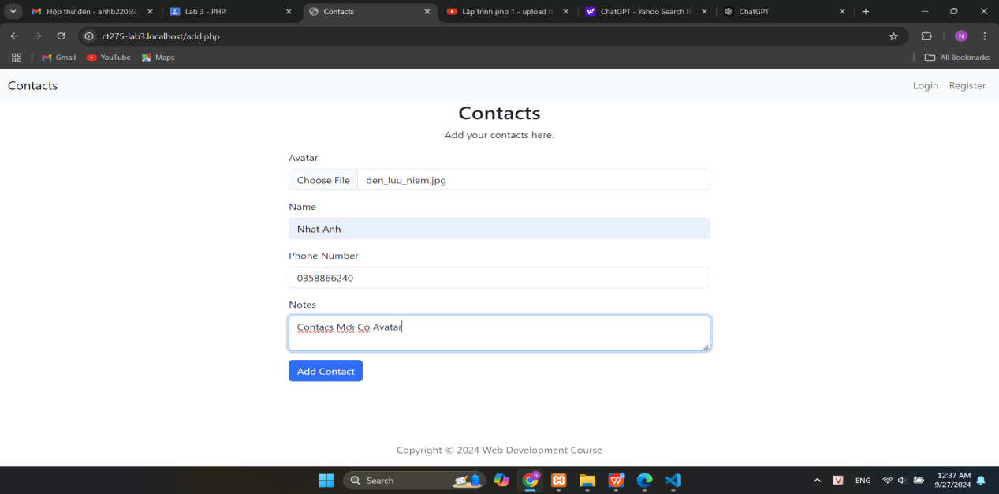 Hộp thư đến - anhb22059
Lab 3 - PHP
Contacts
Lập trình php 1 - upload fi
ChatGPT - Yahoo Search Re
ChatGPT
ct275-lab3.localhost/add.php
N
Gmail
YouTube
Maps
All Bookmarks
Contacts
Login
Register
Contacts
Add your contacts here.
Avatar
Choose File
den_luu_niem.jpg
Name
Nhat Anh
Phone Number
0358866240
Notes
Contacs Mới Có Avatar
Add Contact
Copyright © 2024 Web Development Course
Search
ENG
12:37 AM
9/27/2024